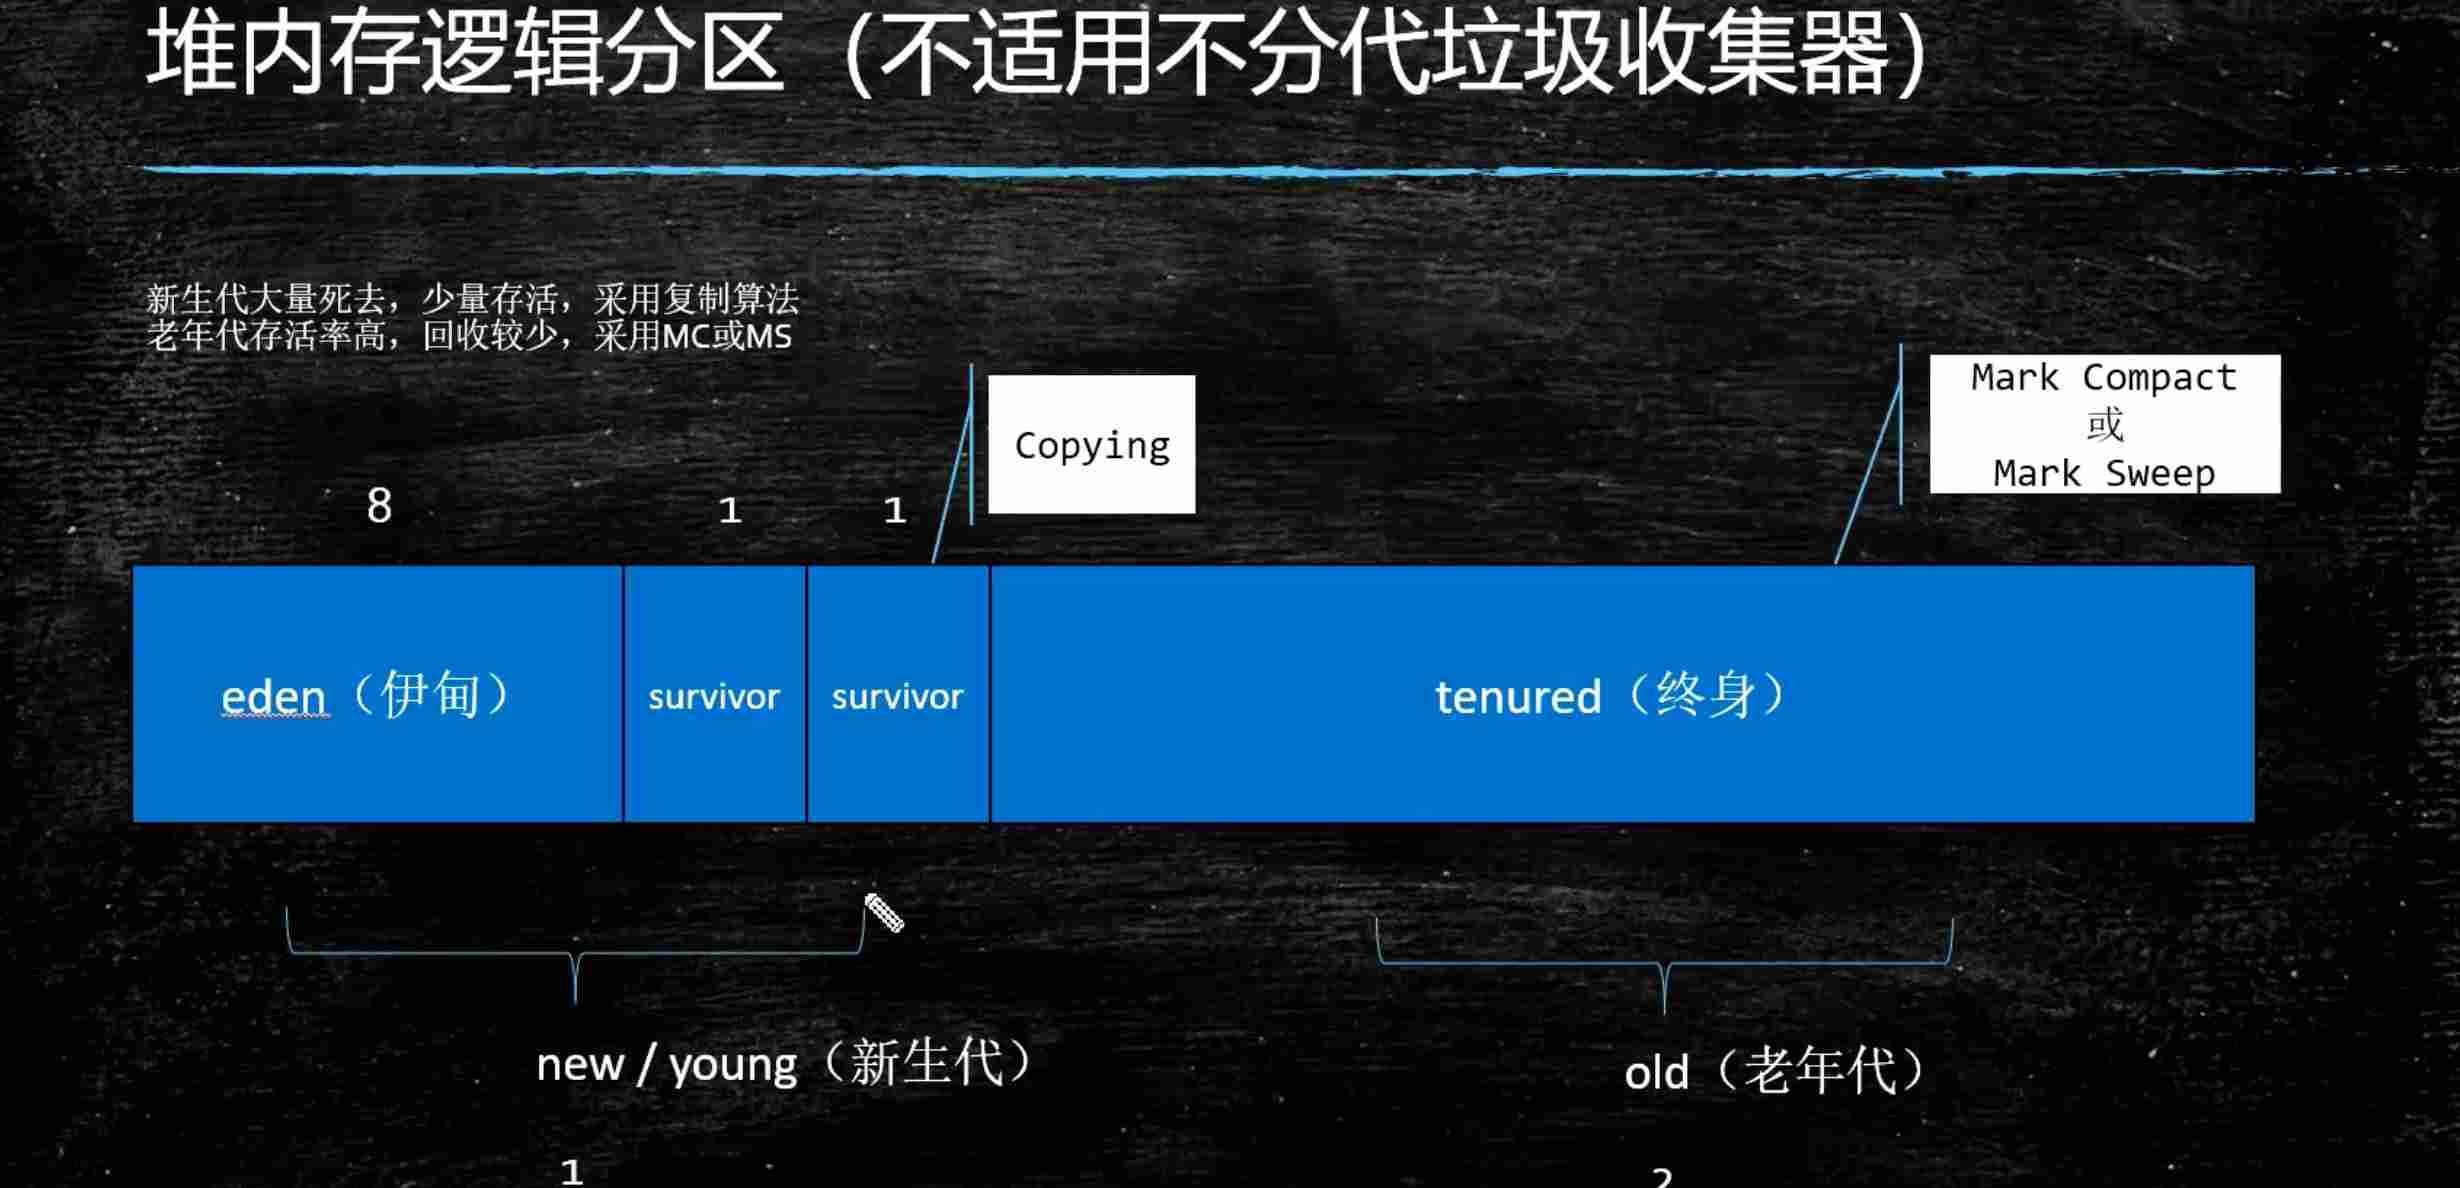 堆内存逻辑分区（不适用不分代垃圾收集器）
新生代大量死去，少量存活，采用复制算法
老年代存活率高，回收较少，采用MC或MS
Copying
Mark Compact
或
Mark Sweep
8
1
1
eden（伊甸）
survivor
survivor
tenured（终身）
new / young（新生代）
old（老年代）
1
2